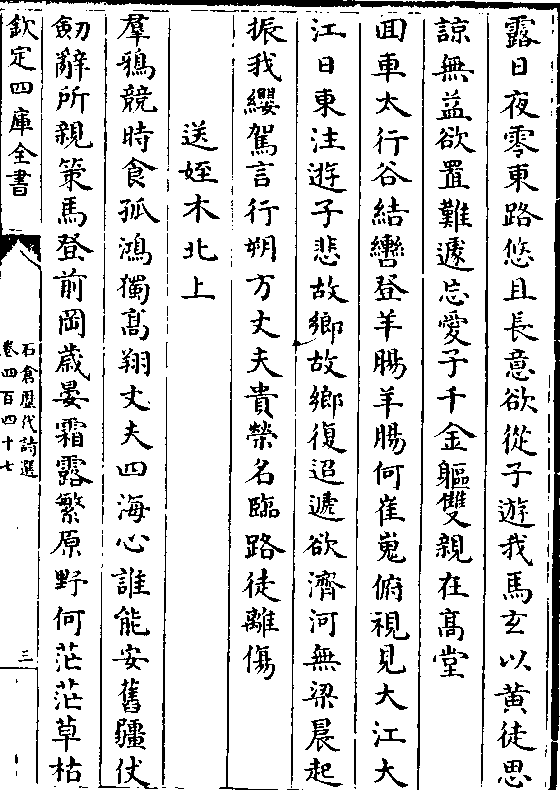 露日夜零東路悠且長意欲從子遊我馬玄以黄徒思
諒無益欲置難遽忘愛子千金軀雙親在髙堂
回車太行谷結轡登羊腸羊腸何崔嵬俯視見大江大
江日東注遊子悲故鄉故鄉復迢遞欲濟河無梁晨起
振我纓駕言行朔方丈夫貴榮名臨路徒離傷
送姪木北上
羣鴉競時食孤鴻獨髙翔丈夫四海心誰能安舊疆仗
劒辭所親策馬登前岡歳晏霜露繁原野何茫茫草枯
欽定四庫全書
石倉歴代詩選
卷四百四十七
三